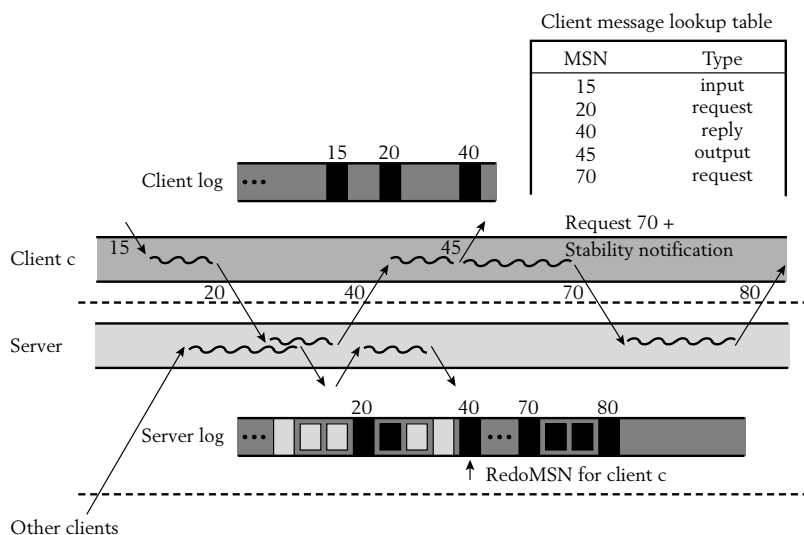 Client message lookup table
MSN Type
15 input
20 request
40 reply
45 output
70 request
15 20 40
Client log •••
Request 70 +
Stability notification
15 45
Client c
20 40 70 80
Server
20 40 70 80
Server log ••• •••
RedoMSN for client c
Other clients